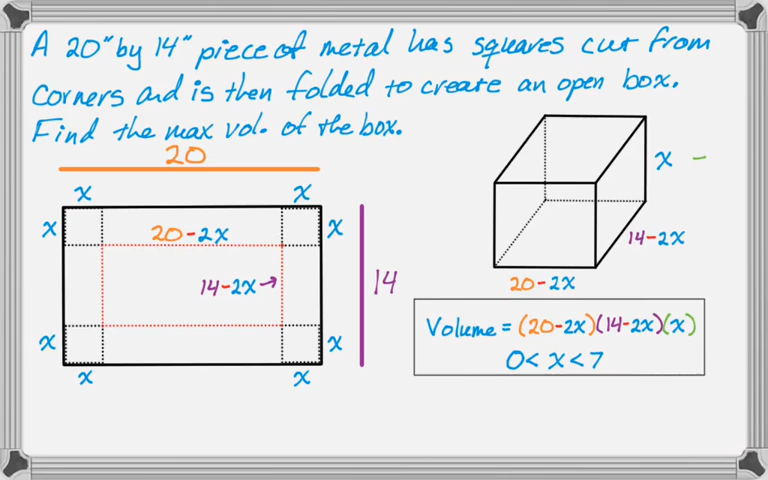 A 20" by 14" piece of metal has squares cut from
corners and is then folded to create an open box.
Find the max vol. of the box.
20
x x
x 20-2x x
14-2x→ 14
x x
x x
x -
14-2x
20-2x
Volume = (20-2x)(14-2x)(x)
0 < x < 7